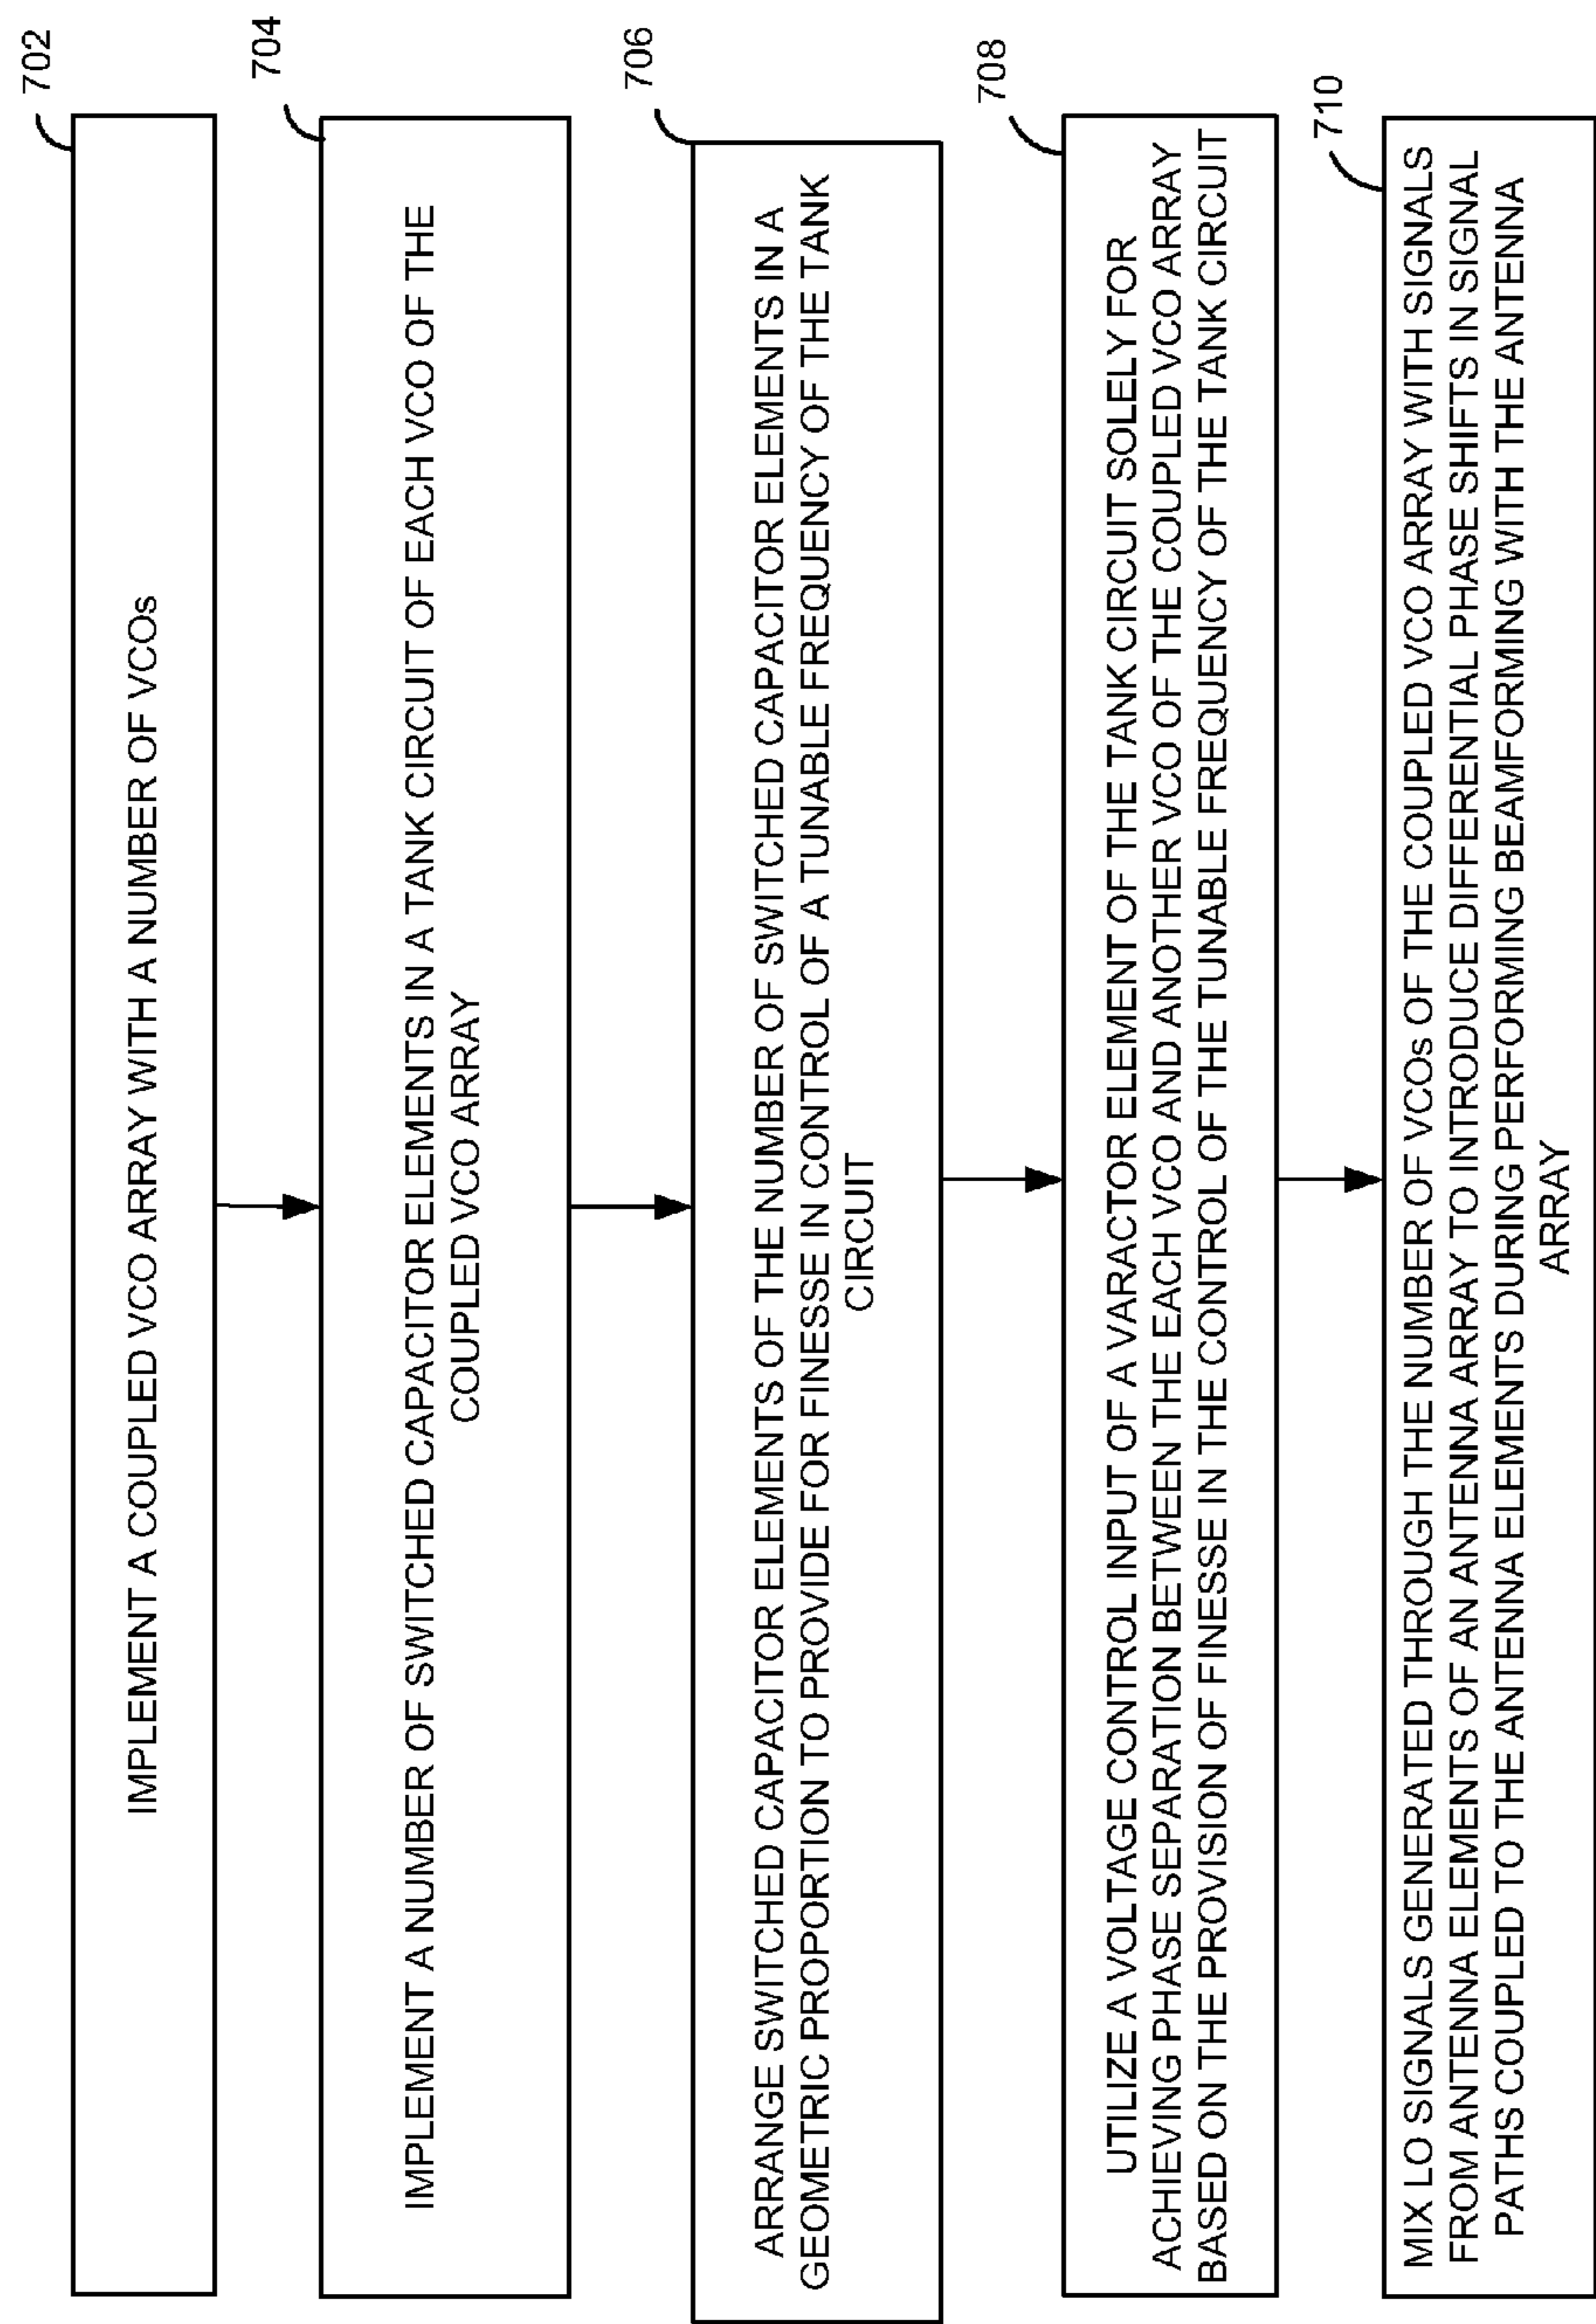 702
IMPLEMENT A COUPLED VCO ARRAY WITH A NUMBER OF VCOs
704
IMPLEMENT A NUMBER OF SWITCHED CAPACITOR ELEMENTS IN A TANK CIRCUIT OF EACH VCO OF THE
COUPLED VCO ARRAY
706
ARRANGE SWITCHED CAPACITOR ELEMENTS OF THE NUMBER OF SWITCHED CAPACITOR ELEMENTS IN A
GEOMETRIC PROPORTION TO PROVIDE FOR FINESSE IN CONTROL OF A TUNABLE FREQUENCY OF THE TANK
CIRCUIT
708
UTILIZE A VOLTAGE CONTROL INPUT OF A VARACTOR ELEMENT OF THE TANK CIRCUIT SOLELY FOR
ACHIEVING PHASE SEPARATION BETWEEN THE EACH VCO AND ANOTHER VCO OF THE COUPLED VCO ARRAY
BASED ON THE PROVISION OF FINESSE IN THE CONTROL OF THE TUNABLE FREQUENCY OF THE TANK CIRCUIT
710
MIX LO SIGNALS GENERATED THROUGH THE NUMBER OF VCOs OF THE COUPLED VCO ARRAY WITH SIGNALS
FROM ANTENNA ELEMENTS OF AN ANTENNA ARRAY TO INTRODUCE DIFFERENTIAL PHASE SHIFTS IN SIGNAL
PATHS COUPLED TO THE ANTENNA ELEMENTS DURING PERFORMING BEAMFORMING WITH THE ANTENNA
ARRAY